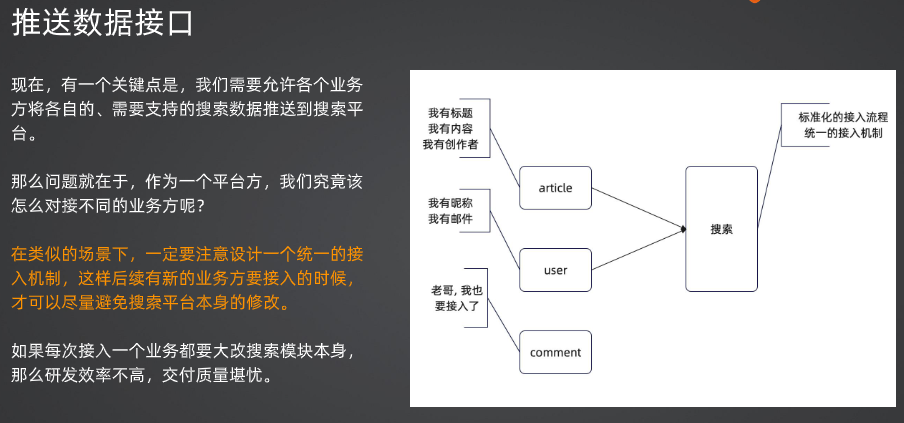 推送数据接口
现在，有一个关键点是，我们需要允许各个业务
方将各自的、需要支持的搜索数据推送到搜索平
台。
那么问题就在于，作为一个平台方，我们究竟该
怎么对接不同的业务方呢？
在类似的场景下，一定要注意设计一个统一的接
入机制，这样后续有新的业务方要接入的时候，
才可以尽量避免搜索平台本身的修改。
如果每次接入一个业务都要大改搜索模块本身，
那么研发效率不高，交付质量堪忧。
我有标题
我有内容
我有创作者
article
我有昵称
我有邮件
user
老哥, 我也
要接入了
comment
搜索
标准化的接入流程
统一的接入机制